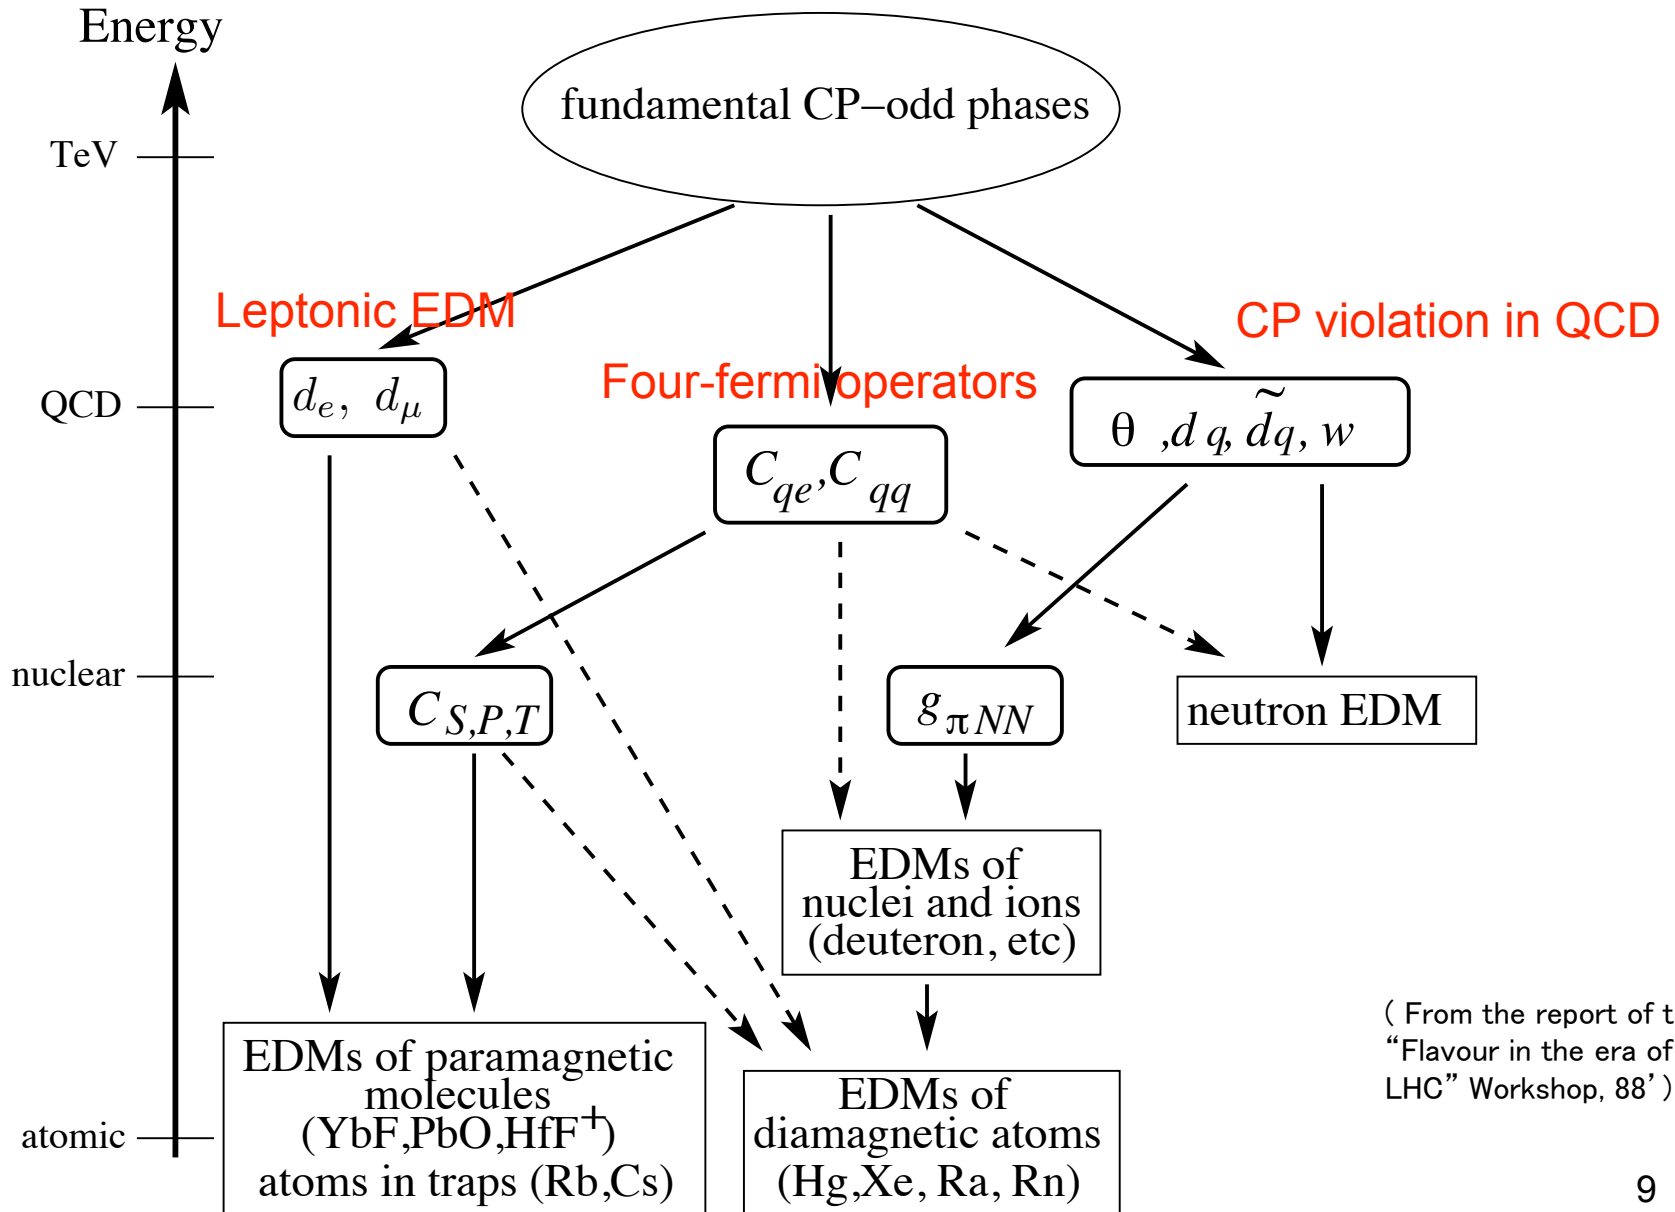 Energy
fundamental CP–odd phases
TeV
Leptonic EDM
CP violation in QCD
Four-fermi operators
QCD
d_e, d_μ
θ ,d q, d̃q, w
C_qe,C_qq
nuclear
C_S,P,T
g_πNN
neutron EDM
EDMs of
nuclei and ions
(deuteron, etc)
( From the report of t
“Flavour in the era of
LHC” Workshop, 88’)
EDMs of paramagnetic
molecules
(YbF,PbO,HfF⁺)
atoms in traps (Rb,Cs)
EDMs of
diamagnetic atoms
(Hg,Xe, Ra, Rn)
atomic
9